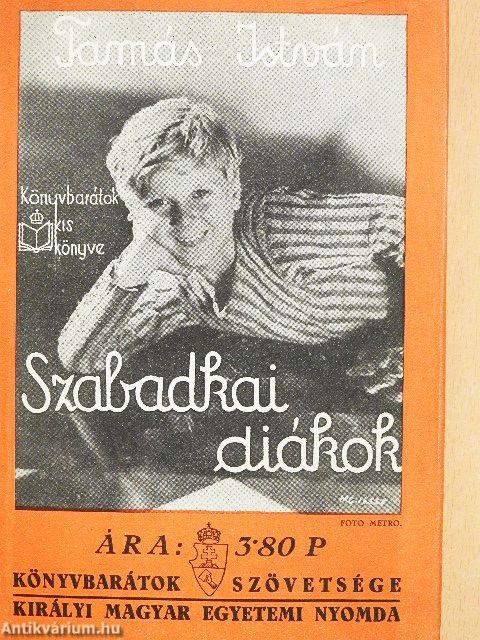 Tamás István
Könyvbarátok
kis
könyve
Szabadkai
diákok
FOTO METRO.
ÁRA: 3·80 P
KÖNYVBARÁTOK SZÖVETSÉGE
KIRÁLYI MAGYAR EGYETEMI NYOMDA
Antikvárium.hu